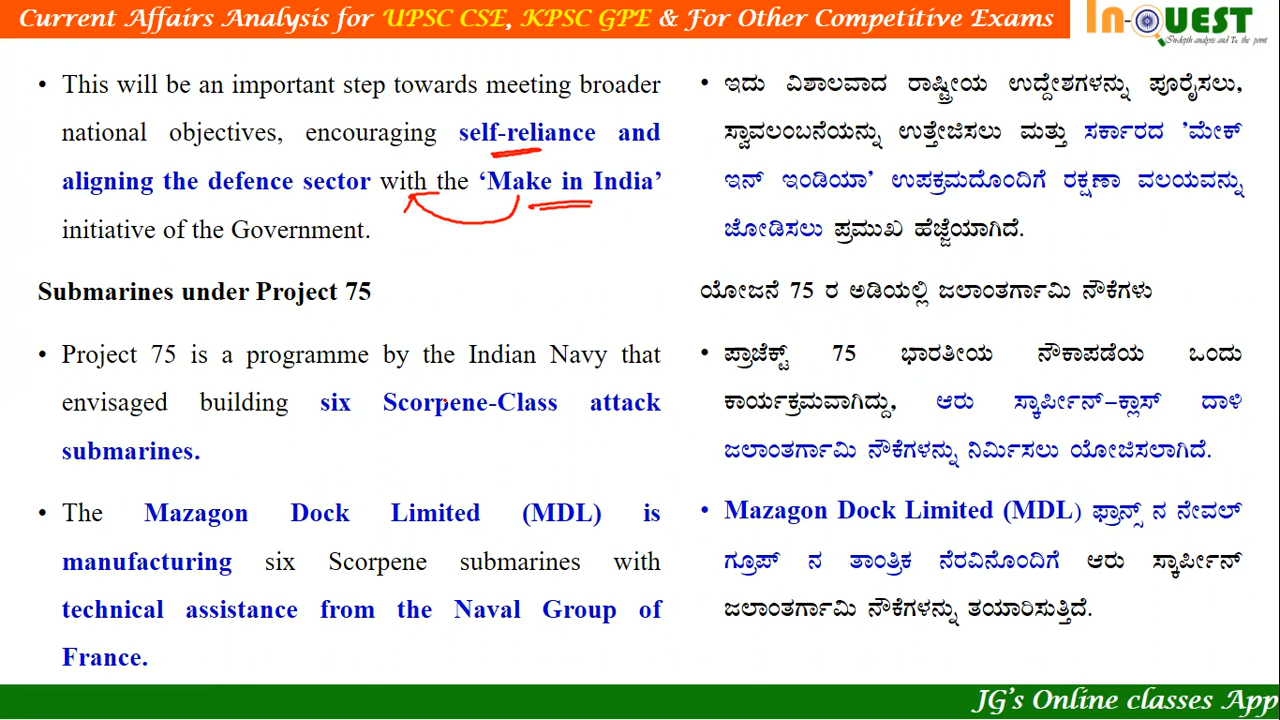 Current Affairs Analysis for UPSC CSE, KPSC GPE & For Other Competitive Exams
In-QUEST
In-depth analysis and To the point
• This will be an important step towards meeting broader
national objectives, encouraging self-reliance and
aligning the defence sector with the ‘Make in India’
initiative of the Government.
Submarines under Project 75
• Project 75 is a programme by the Indian Navy that
envisaged building six Scorpene-Class attack
submarines.
• The Mazagon Dock Limited (MDL) is
manufacturing six Scorpene submarines with
technical assistance from the Naval Group of
France.
• ಇದು ವಿಶಾಲವಾದ ರಾಷ್ಟ್ರೀಯ ಉದ್ದೇಶಗಳನ್ನು ಪೂರೈಸಲು,
ಸ್ವಾವಲಂಬನೆಯನ್ನು ಉತ್ತೇಜಿಸಲು ಮತ್ತು ಸರ್ಕಾರದ 'ಮೇಕ್
ಇನ್ ಇಂಡಿಯಾ' ಉಪಕ್ರಮದೊಂದಿಗೆ ರಕ್ಷಣಾ ವಲಯವನ್ನು
ಜೋಡಿಸಲು ಪ್ರಮುಖ ಹೆಜ್ಜೆಯಾಗಿದೆ.
ಯೋಜನೆ 75 ರ ಅಡಿಯಲ್ಲಿ ಜಲಾಂತರ್ಗಾಮಿ ನೌಕೆಗಳು
• ಪ್ರಾಜೆಕ್ಟ್ 75 ಭಾರತೀಯ ನೌಕಾಪಡೆಯ ಒಂದು
ಕಾರ್ಯಕ್ರಮವಾಗಿದ್ದು, ಆರು ಸ್ಕಾರ್ಪೀನ್-ಕ್ಲಾಸ್ ದಾಳಿ
ಜಲಾಂತರ್ಗಾಮಿ ನೌಕೆಗಳನ್ನು ನಿರ್ಮಿಸಲು ಯೋಜಿಸಲಾಗಿದೆ.
• Mazagon Dock Limited (MDL) ಫ್ರಾನ್ಸ್ ನ ನೇವಲ್
ಗ್ರೂಪ್ ನ ತಾಂತ್ರಿಕ ನೆರವಿನೊಂದಿಗೆ ಆರು ಸ್ಕಾರ್ಪೀನ್
ಜಲಾಂತರ್ಗಾಮಿ ನೌಕೆಗಳನ್ನು ತಯಾರಿಸುತ್ತಿದೆ.
JG's Online classes App